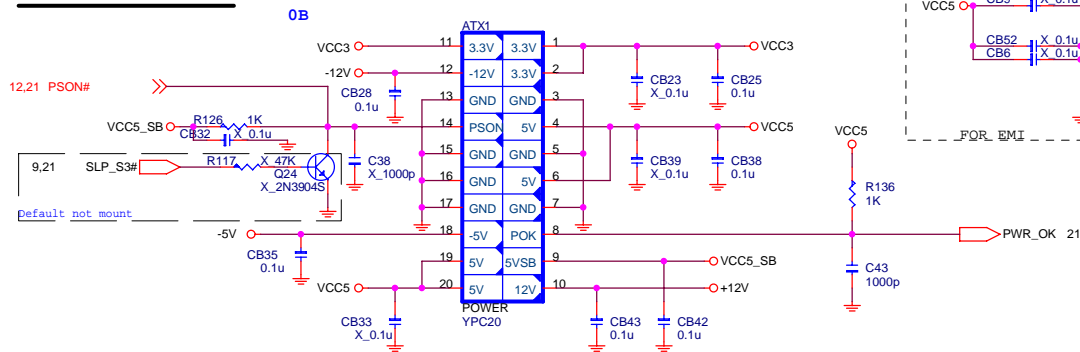 0B
ATX1
VCC5
CB9
X_0.1u
VCC3
11
3.3V
3.3V
1
VCC3
-12V
12
-12V
3.3V
2
CB52
X_0.1u
CB6
X_0.1u
12,21 PSON#
CB28
0.1u
13
GND
GND
3
CB23
X_0.1u
CB25
0.1u
VCC5_SB
R126
1K
14
PSON
5V
4
VCC5
CB32
X_0.1u
FOR EMI
VCC5
9,21
SLP_S3#
R117
X_47K
Q24
X_2N3904S
C38
X_1000p
15
GND
GND
5
CB39
X_0.1u
CB38
0.1u
16
GND
5V
6
R136
1K
Default not mount
17
GND
GND
7
-5V
18
-5V
POK
8
PWR_OK 21
CB35
0.1u
19
5V
5VSB
9
VCC5_SB
C43
1000p
VCC5
20
5V
12V
10
+12V
POWER
YPC20
CB33
X_0.1u
CB43
0.1u
CB42
0.1u